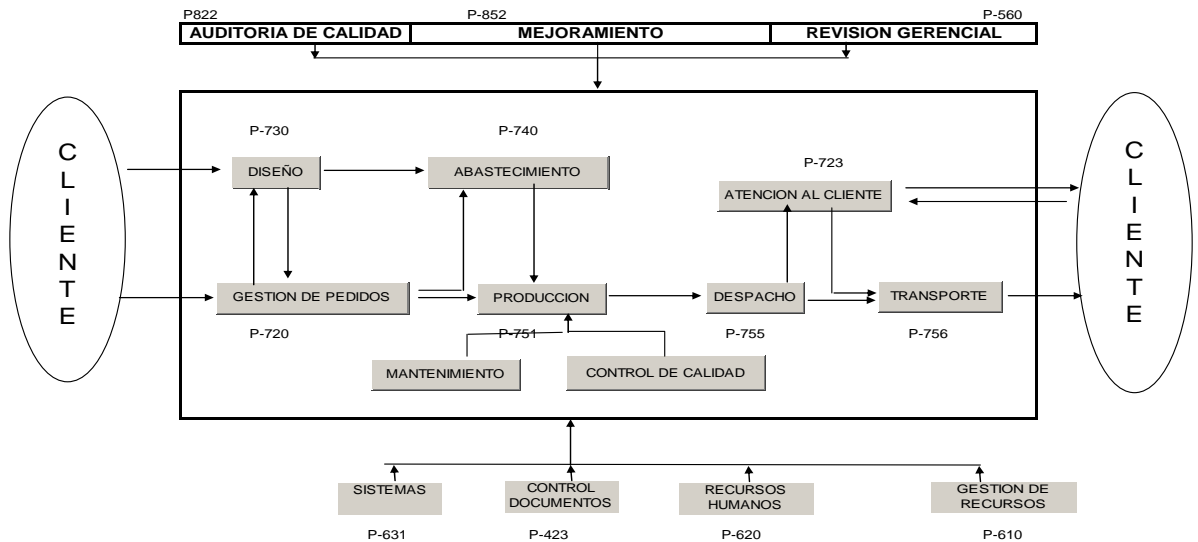 P822
P-852
P-560
AUDITORIA DE CALIDAD
MEJORAMIENTO
REVISION GERENCIAL
CLIENTE
P-730
P-740
P-723
DISEÑO
ABASTECIMIENTO
ATENCION AL CLIENTE
GESTION DE PEDIDOS
PRODUCCION
DESPACHO
TRANSPORTE
P-720
P-751
P-755
P-756
MANTENIMIENTO
CONTROL DE CALIDAD
CLIENTE
SISTEMAS
CONTROL
DOCUMENTOS
RECURSOS
HUMANOS
GESTION DE
RECURSOS
P-631
P-423
P-620
P-610